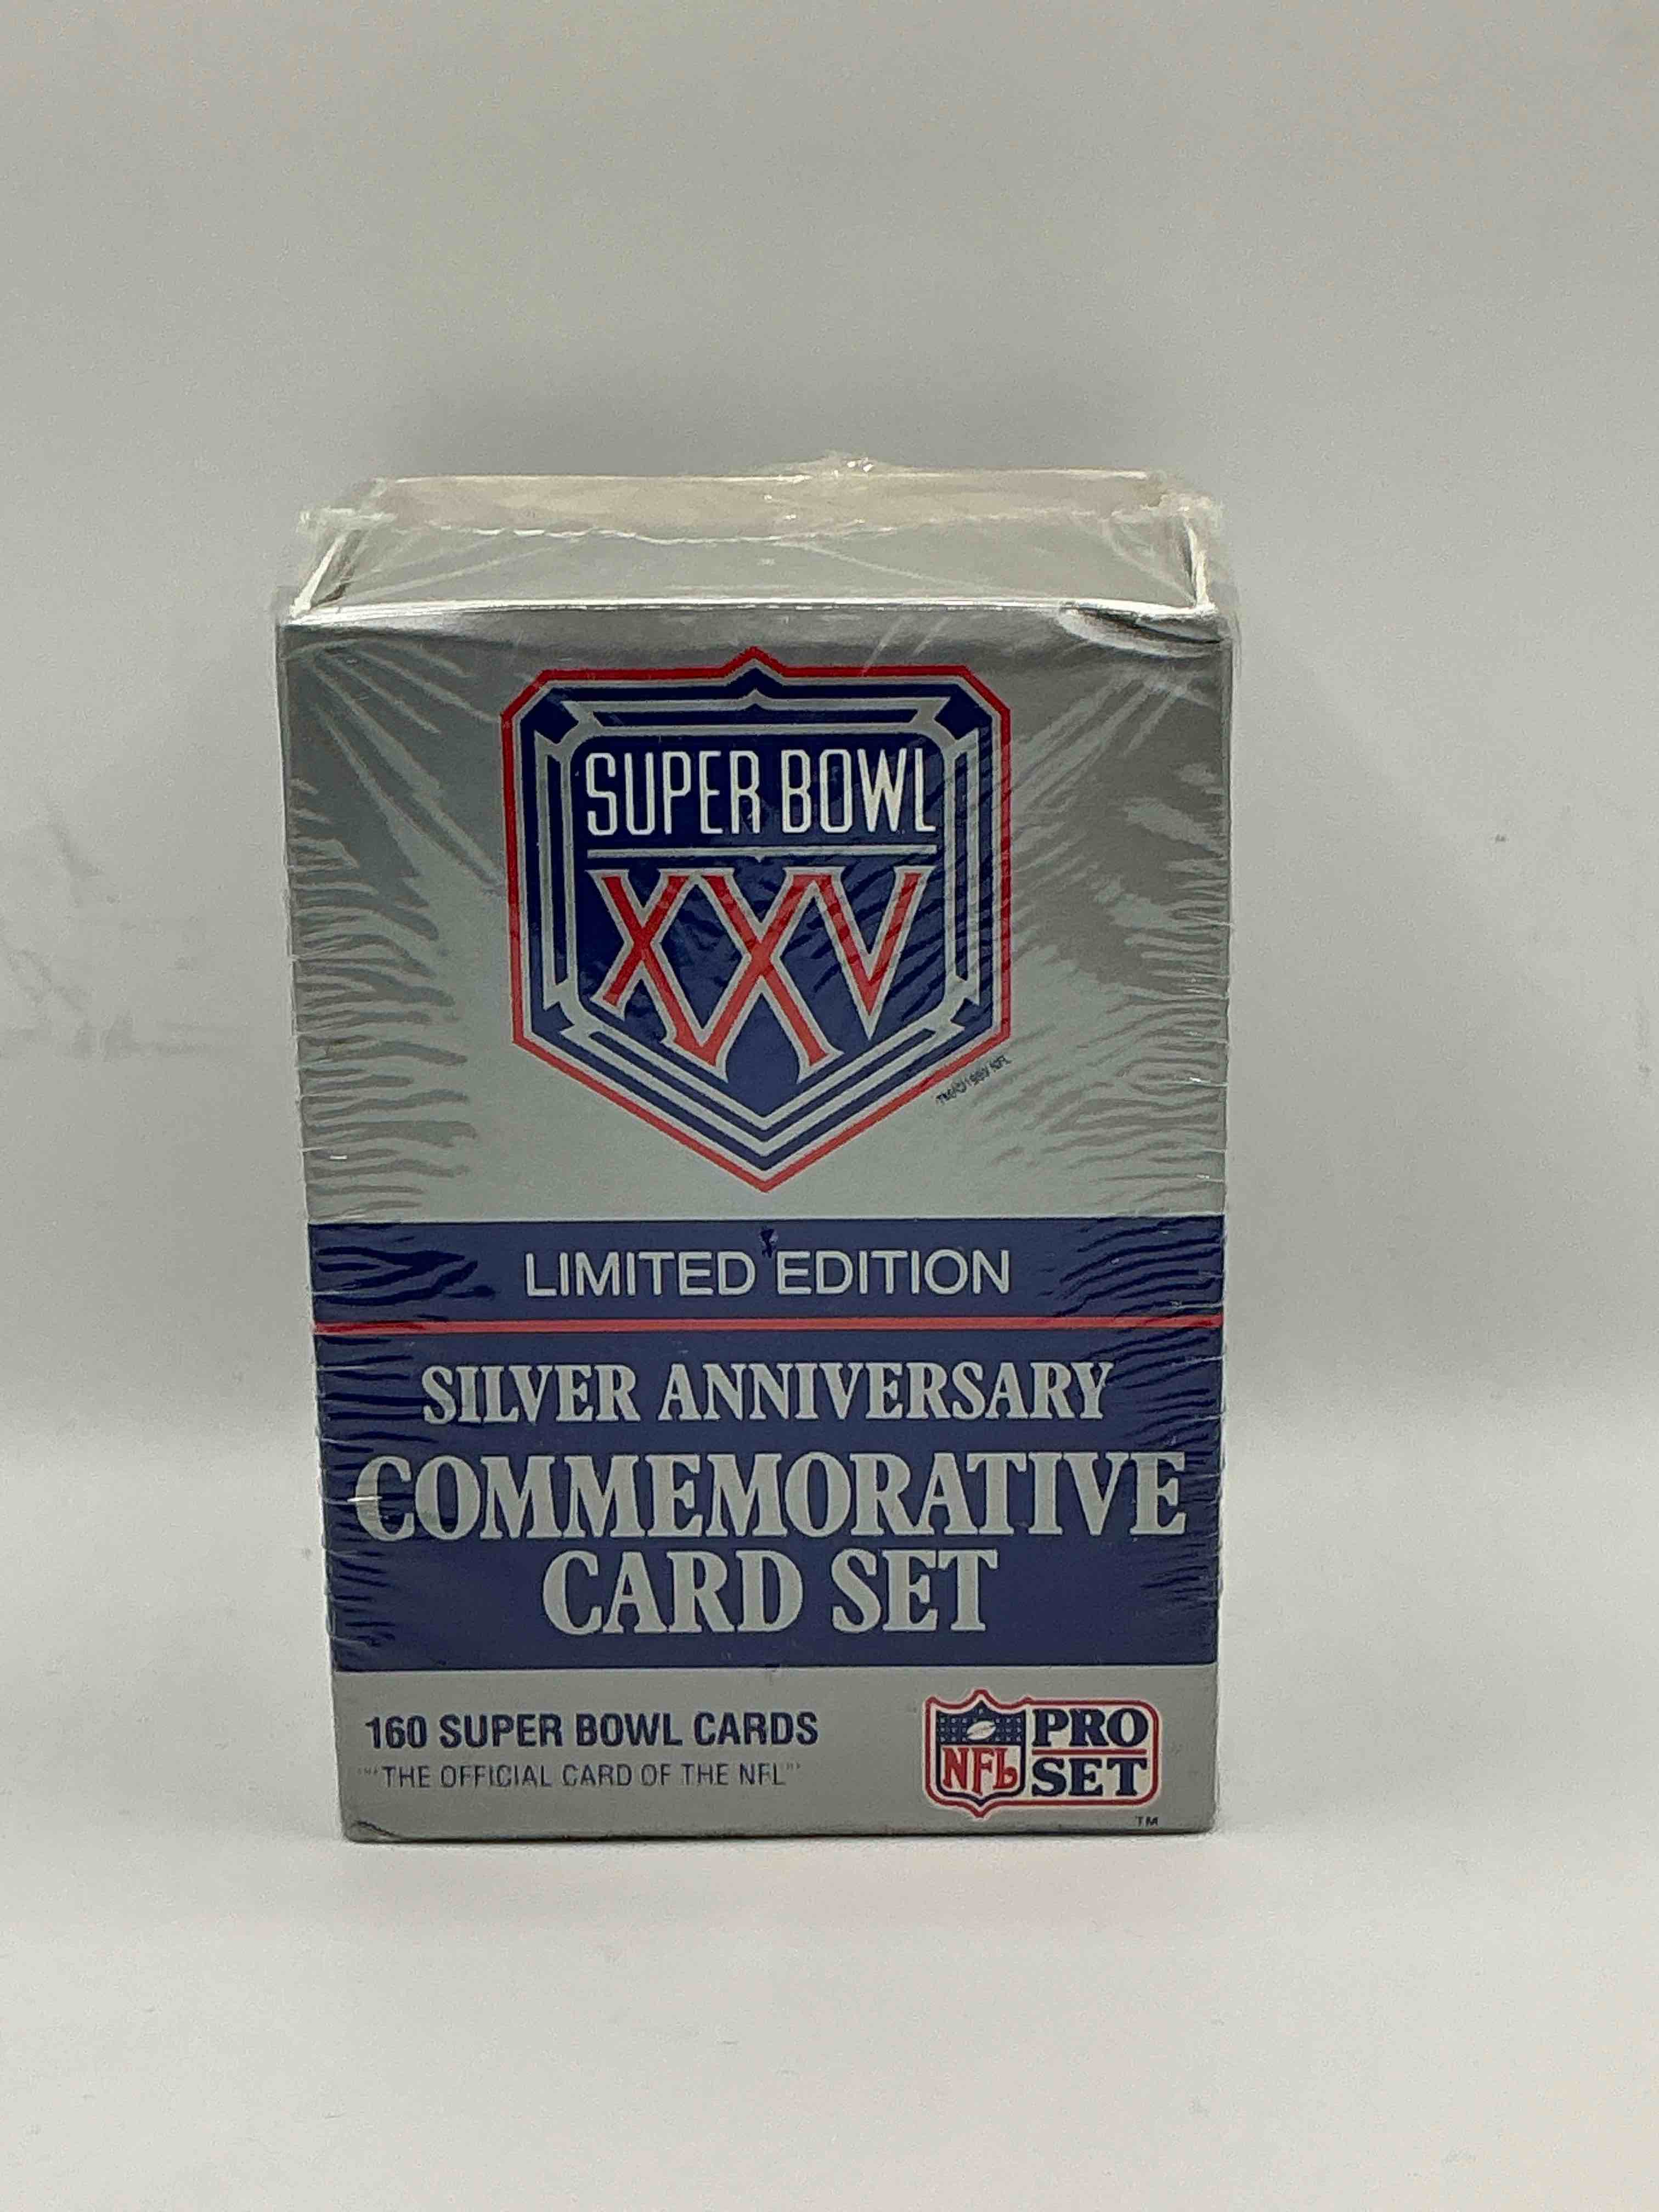 SUPER BOWL
XXV
LIMITED EDITION
SILVER ANNIVERSARY
COMMEMORATIVE
CARD SET
160 SUPER BOWL CARDS
"THE OFFICIAL CARD OF THE NFL"
NFL
PRO
SET
TM